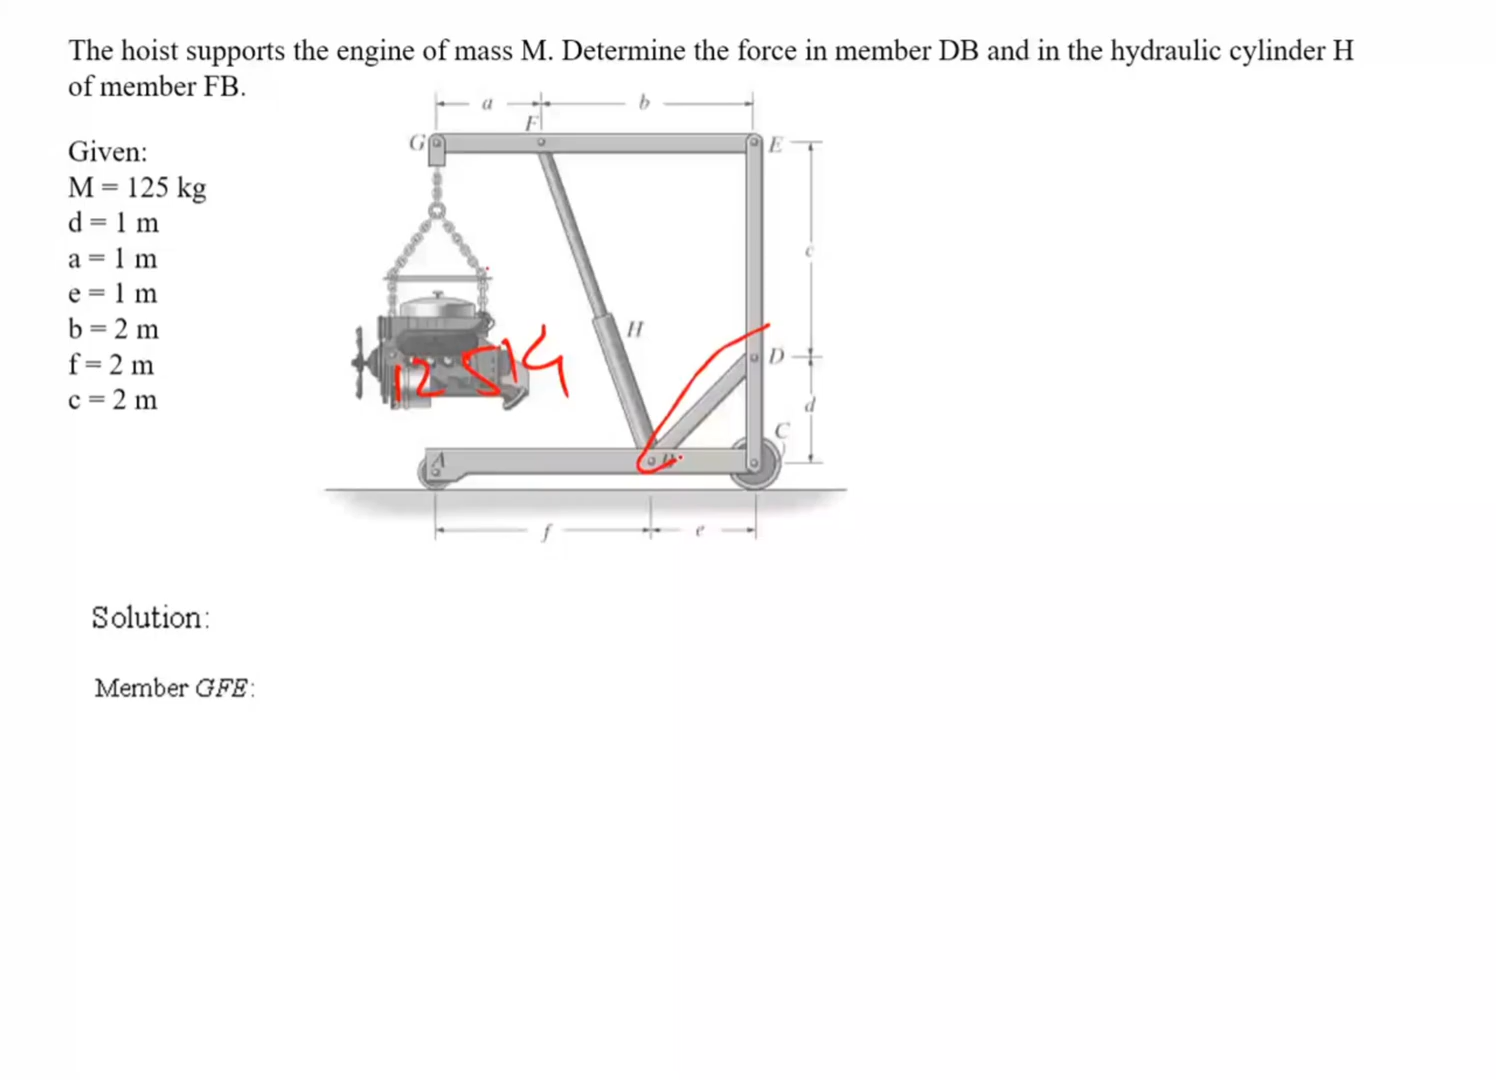 The hoist supports the engine of mass M. Determine the force in member DB and in the hydraulic cylinder H
of member FB.
a
b
F
G
E
Given:
M = 125 kg
d = 1 m
a = 1 m
c
e = 1 m
b = 2 m
H
f = 2 m
D
c = 2 m
d
C
A
f
e
Solution:
Member GFE: